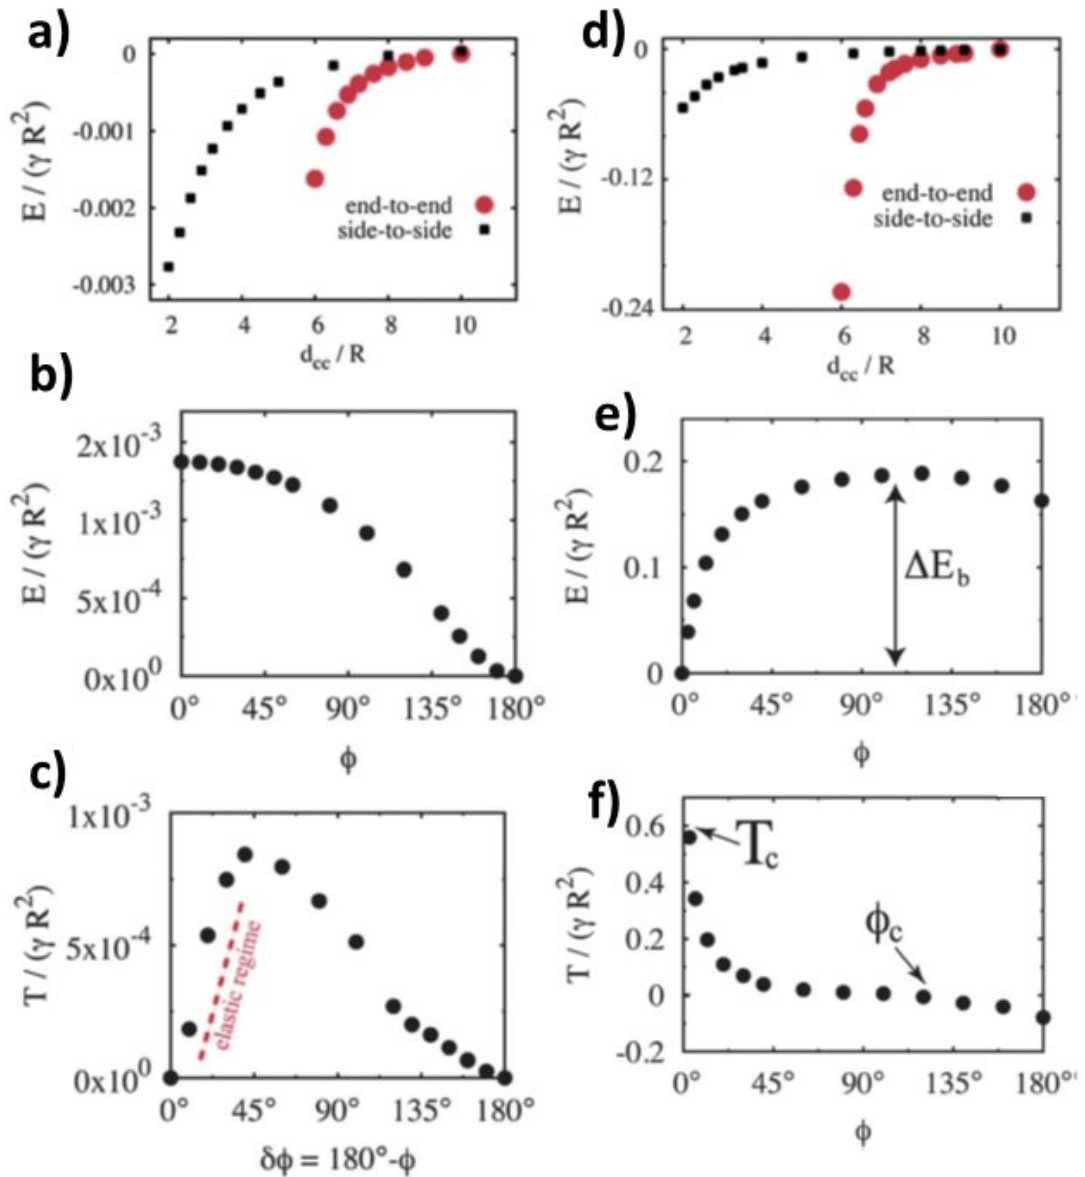 a)
E / (γ R²)
0
-0.001
-0.002
-0.003
end-to-end
side-to-side
2 4 6 8 10
d_cc / R
b)
E / (γ R²)
2x10⁻³
1x10⁻³
5x10⁻⁴
0x10⁰
0° 45° 90° 135° 180°
ϕ
c)
T / (γ R²)
1x10⁻³
5x10⁻⁴
0x10⁰
elastic regime
0° 45° 90° 135° 180°
δϕ = 180°-ϕ
d)
E / (γ R²)
0
-0.12
-0.24
end-to-end
side-to-side
2 4 6 8 10
d_cc / R
e)
E / (γ R²)
0.2
0.1
0
ΔE_b
0° 45° 90° 135° 180°
ϕ
f)
T / (γ R²)
0.6
0.4
0.2
0
-0.2
T_c
ϕ_c
0° 45° 90° 135° 180°
ϕ